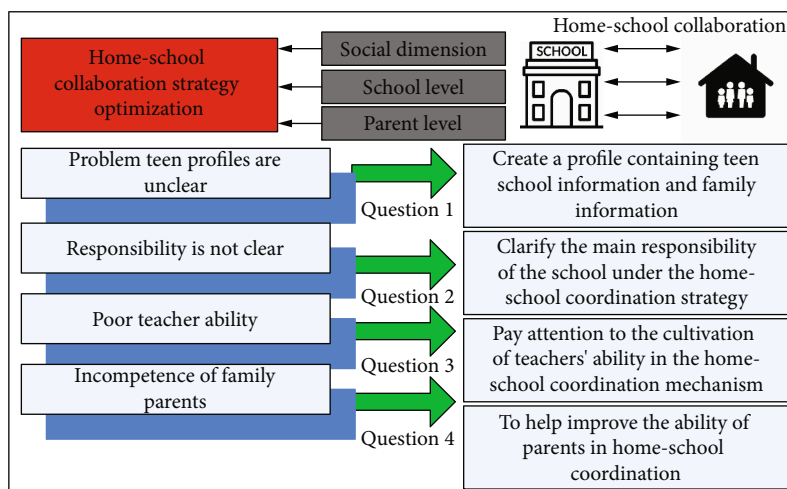 Home-school collaboration
Home-school
collaboration strategy
optimization
Social dimension
School level
Parent level
SCHOOL
Problem teen profiles are
unclear
Question 1
Create a profile containing teen
school information and family
information
Responsibility is not clear
Question 2
Clarify the main responsibility
of the school under the home-
school coordination strategy
Poor teacher ability
Question 3
Pay attention to the cultivation
of teachers' ability in the home-
school coordination mechanism
Incompetence of family
parents
Question 4
To help improve the ability of
parents in home-school
coordination